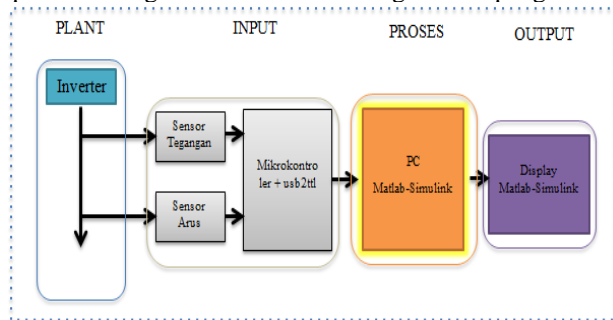 PLANT
INPUT
PROSES
OUTPUT
Inverter
Sensor
Tegangan
Sensor
Arus
Mikrokontro
ler + usb2ttl
PC
Matlab-Simulink
Display
Matlab-Simulink